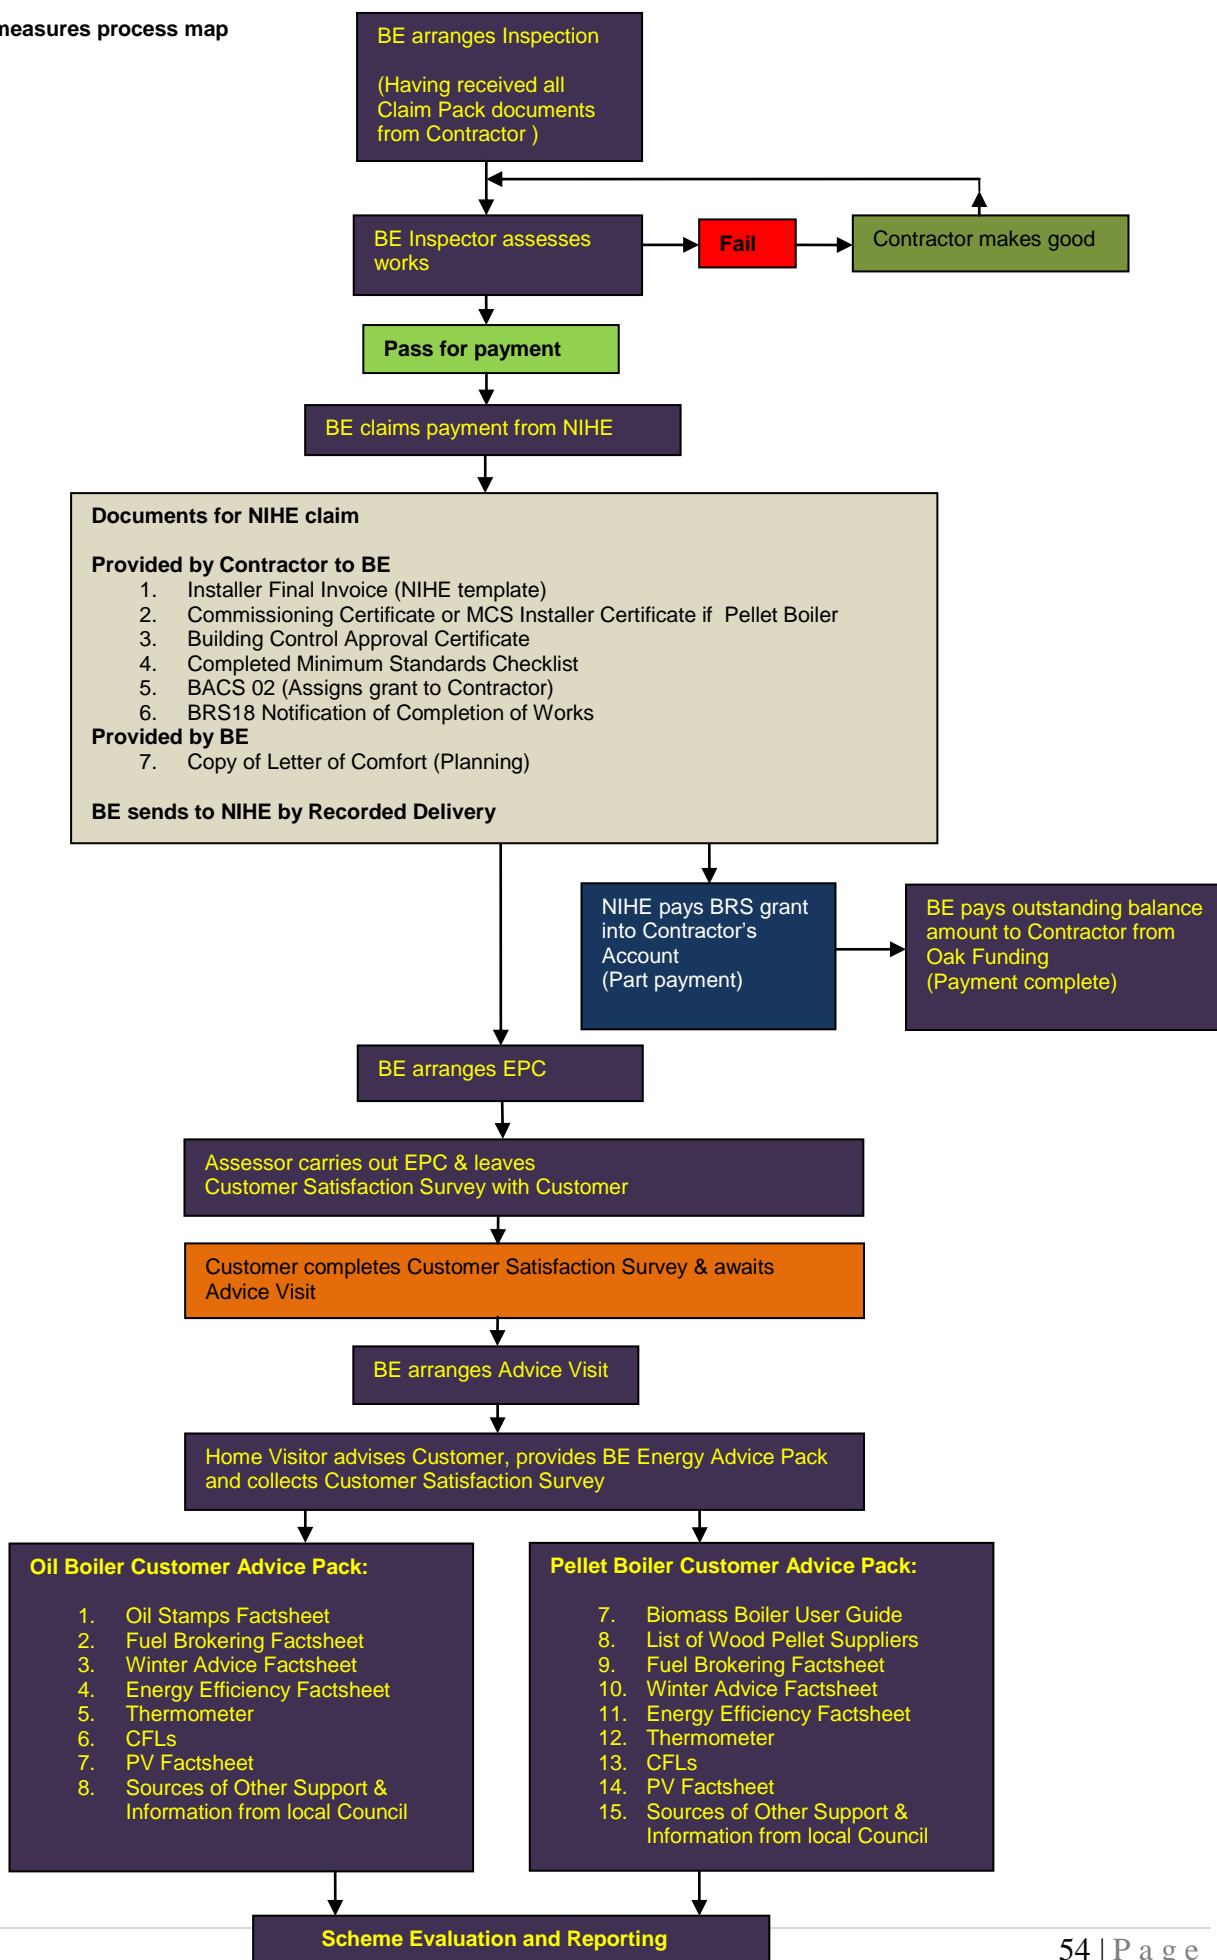 measures process map
BE arranges Inspection
(Having received all
Claim Pack documents
from Contractor )
BE Inspector assesses
works
Fail
Contractor makes good
Pass for payment
BE claims payment from NIHE
Documents for NIHE claim
Provided by Contractor to BE
1. Installer Final Invoice (NIHE template)
2. Commissioning Certificate or MCS Installer Certificate if Pellet Boiler
3. Building Control Approval Certificate
4. Completed Minimum Standards Checklist
5. BACS 02 (Assigns grant to Contractor)
6. BRS18 Notification of Completion of Works
Provided by BE
7. Copy of Letter of Comfort (Planning)
BE sends to NIHE by Recorded Delivery
NIHE pays BRS grant
into Contractor's
Account
(Part payment)
BE pays outstanding balance
amount to Contractor from
Oak Funding
(Payment complete)
BE arranges EPC
Assessor carries out EPC & leaves
Customer Satisfaction Survey with Customer
Customer completes Customer Satisfaction Survey & awaits
Advice Visit
BE arranges Advice Visit
Home Visitor advises Customer, provides BE Energy Advice Pack
and collects Customer Satisfaction Survey
Oil Boiler Customer Advice Pack:
1. Oil Stamps Factsheet
2. Fuel Brokering Factsheet
3. Winter Advice Factsheet
4. Energy Efficiency Factsheet
5. Thermometer
6. CFLs
7. PV Factsheet
8. Sources of Other Support &
Information from local Council
Pellet Boiler Customer Advice Pack:
7. Biomass Boiler User Guide
8. List of Wood Pellet Suppliers
9. Fuel Brokering Factsheet
10. Winter Advice Factsheet
11. Energy Efficiency Factsheet
12. Thermometer
13. CFLs
14. PV Factsheet
15. Sources of Other Support &
Information from local Council
Scheme Evaluation and Reporting
54 | Page